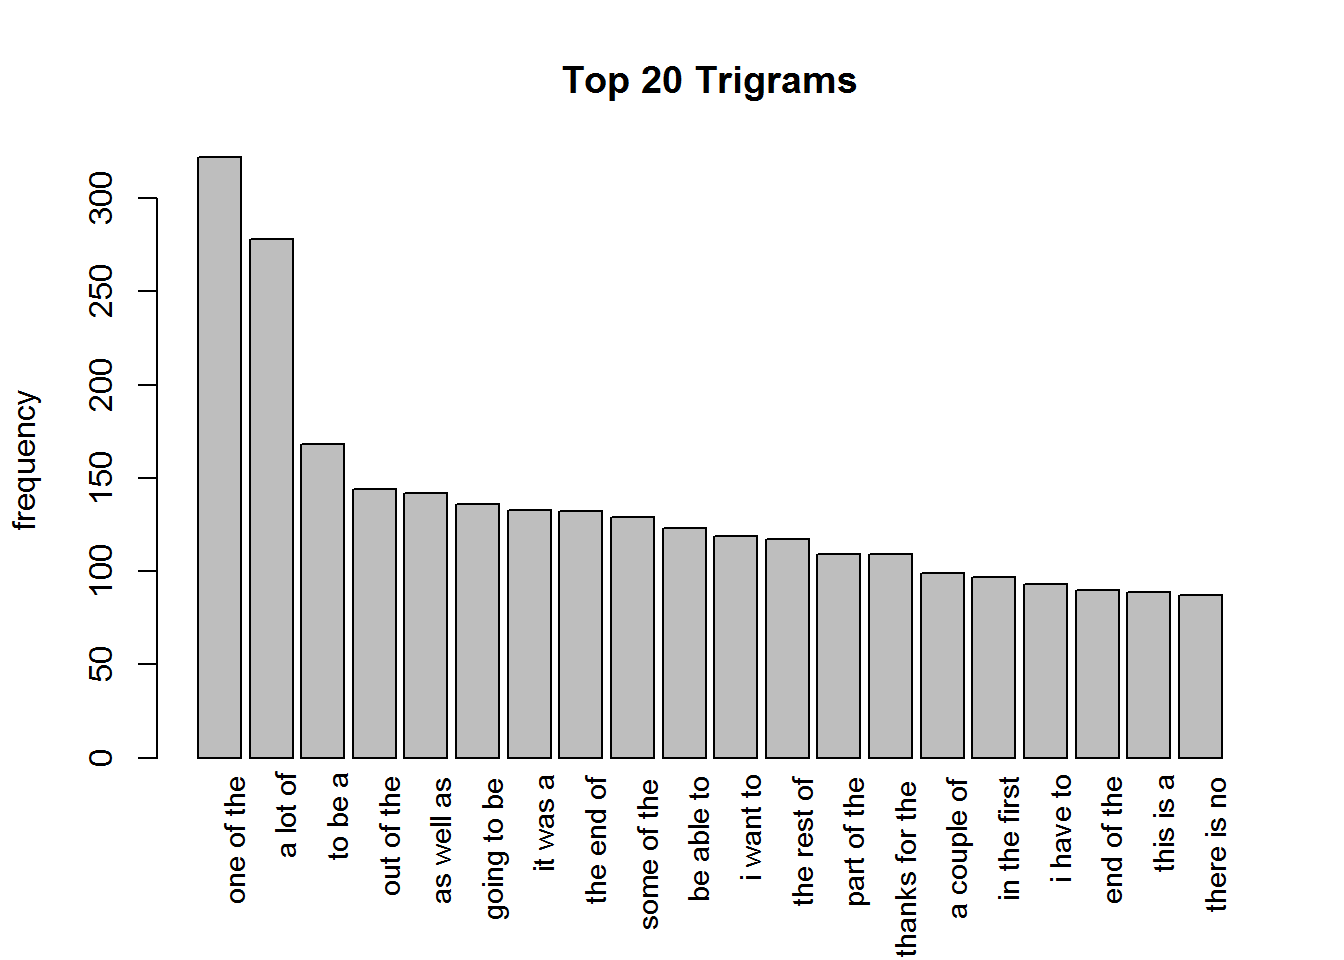 Top 20 Trigrams
frequency
300
250
200
150
100
50
0
one of the
a lot of
to be a
out of the
as well as
going to be
it was a
the end of
some of the
be able to
i want to
the rest of
part of the
thanks for the
a couple of
in the first
i have to
end of the
this is a
there is no